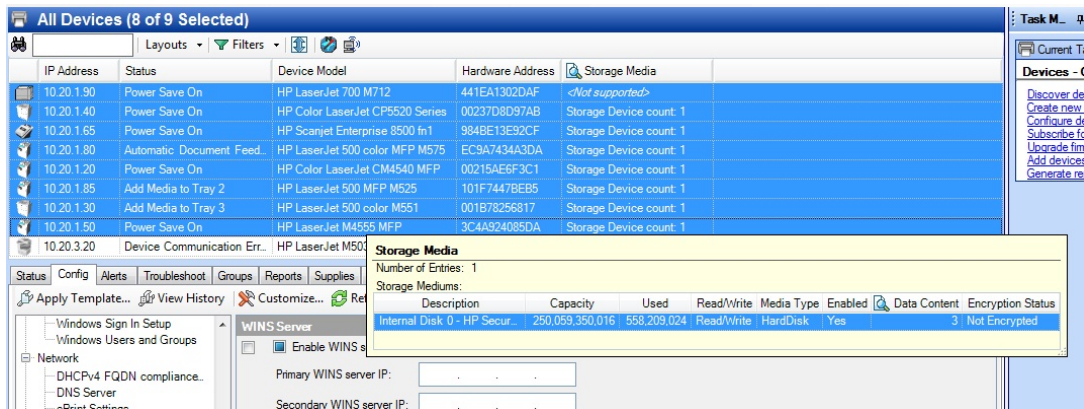 All Devices (8 of 9 Selected)
Task M...
Layouts Filters
Current Ta
IP Address Status Device Model Hardware Address Storage Media
Devices - 
10.20.1.90 Power Save On HP LaserJet 700 M712 441EA1302DAF <Not supported>
Discover de
10.20.1.40 Power Save On HP Color LaserJet CP5520 Series 00237D8D97AB Storage Device count: 1
Create new
10.20.1.65 Power Save On HP Scanjet Enterprise 8500 fn1 984BE13E92CF Storage Device count: 1
Configure de
Subscribe fo
10.20.1.80 Automatic Document Feed... HP LaserJet 500 color MFP M575 EC9A7434A3DA Storage Device count: 1
Upgrade firm
10.20.1.20 Power Save On HP Color LaserJet CM4540 MFP 00215AE6F3C1 Storage Device count: 1
Add devices
Generate re
10.20.1.85 Add Media to Tray 2 HP LaserJet 500 MFP M525 101F7447BEB5 Storage Device count: 1
10.20.1.30 Add Media to Tray 3 HP LaserJet 500 color M551 001B78256817 Storage Device count: 1
10.20.1.50 Power Save On HP LaserJet M4555 MFP 3C4A924085DA Storage Device count: 1
10.20.3.20 Device Communication Err... HP LaserJet M503
Storage Media
Number of Entries: 1
Storage Mediums:
Description Capacity Used Read/Write Media Type Enabled Data Content Encryption Status
Internal Disk 0 - HP Secur... 250,059,350,016 558,209,024 Read/Write HardDisk Yes 3 Not Encrypted
Status Config Alerts Troubleshoot Groups Reports Supplies
Apply Template... View History Customize... Ref
Windows Sign In Setup
Windows Users and Groups
Network
DHCPv4 FQDN compliance...
DNS Server
ePrint Settings
WINS Server
Enable WINS s
Primary WINS server IP:
Secondary WINS server IP: